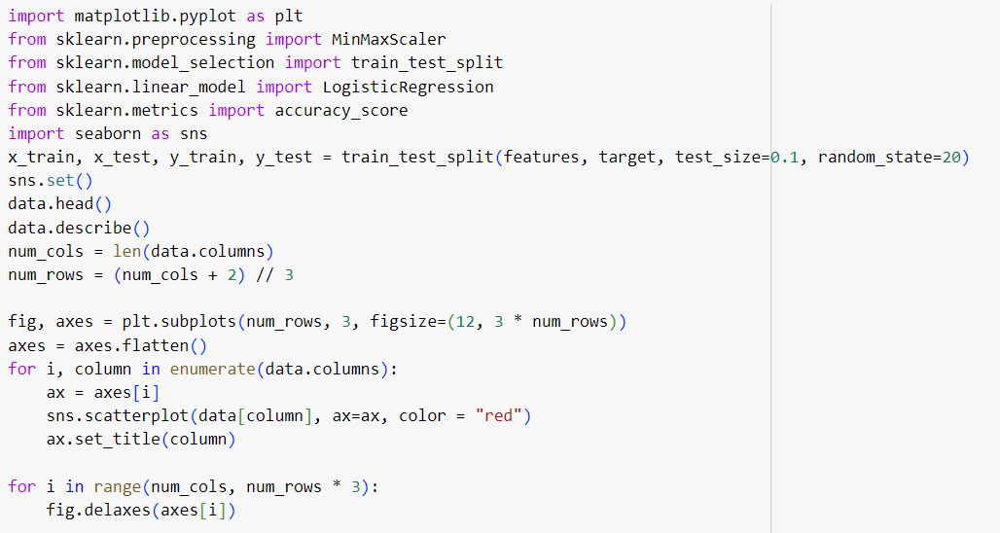 import matplotlib.pyplot as plt
from sklearn.preprocessing import MinMaxScaler
from sklearn.model_selection import train_test_split
from sklearn.linear_model import LogisticRegression
from sklearn.metrics import accuracy_score
import seaborn as sns
x_train, x_test, y_train, y_test = train_test_split(features, target, test_size=0.1, random_state=20)
sns.set()
data.head()
data.describe()
num_cols = len(data.columns)
num_rows = (num_cols + 2) // 3

fig, axes = plt.subplots(num_rows, 3, figsize=(12, 3 * num_rows))
axes = axes.flatten()
for i, column in enumerate(data.columns):
    ax = axes[i]
    sns.scatterplot(data[column], ax=ax, color = "red")
    ax.set_title(column)

for i in range(num_cols, num_rows * 3):
    fig.delaxes(axes[i])